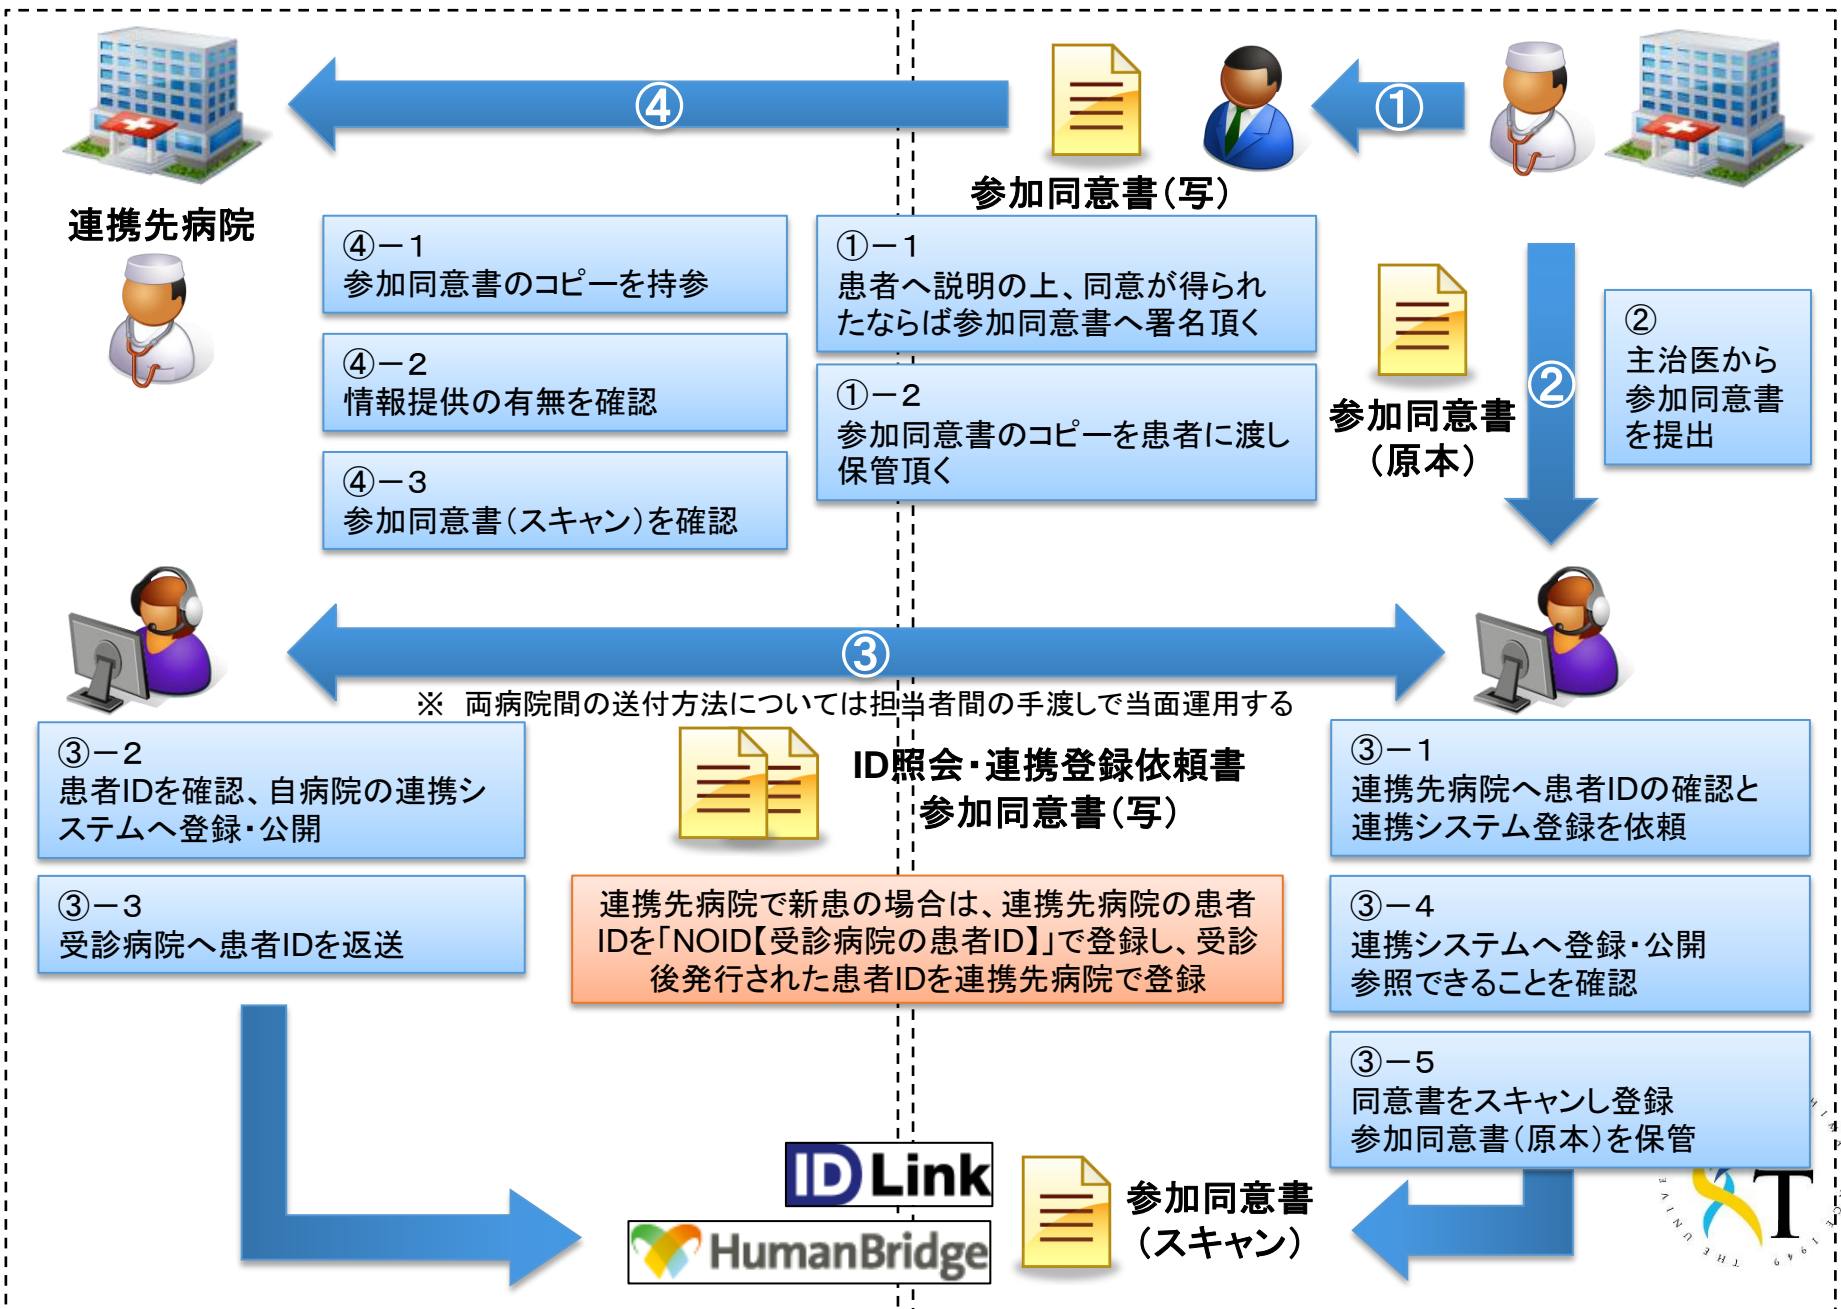 ④
①
参加同意書（写）
連携先病院
④－１
参加同意書のコピーを持参
④－２
情報提供の有無を確認
④－３
参加同意書（スキャン）を確認
①－１
患者へ説明の上、同意が得られ
たならば参加同意書へ署名頂く
①－２
参加同意書のコピーを患者に渡し
保管頂く
参加同意書
（原本）
②
②
主治医から
参加同意書
を提出
③
※　両病院間の送付方法については担当者間の手渡しで当面運用する
③－２
患者IDを確認、自病院の連携シ
ステムへ登録・公開
③－３
受診病院へ患者IDを返送
ID照会・連携登録依頼書
参加同意書（写）
連携先病院で新患の場合は、連携先病院の患者
IDを「NOID【受診病院の患者ID】」で登録し、受診
後発行された患者IDを連携先病院で登録
③－１
連携先病院へ患者IDの確認と
連携システム登録を依頼
③－４
連携システムへ登録・公開
参照できることを確認
③－５
同意書をスキャンし登録
参加同意書（原本）を保管
ID Link
HumanBridge
参加同意書
（スキャン）
T
THE UNIVE
1949